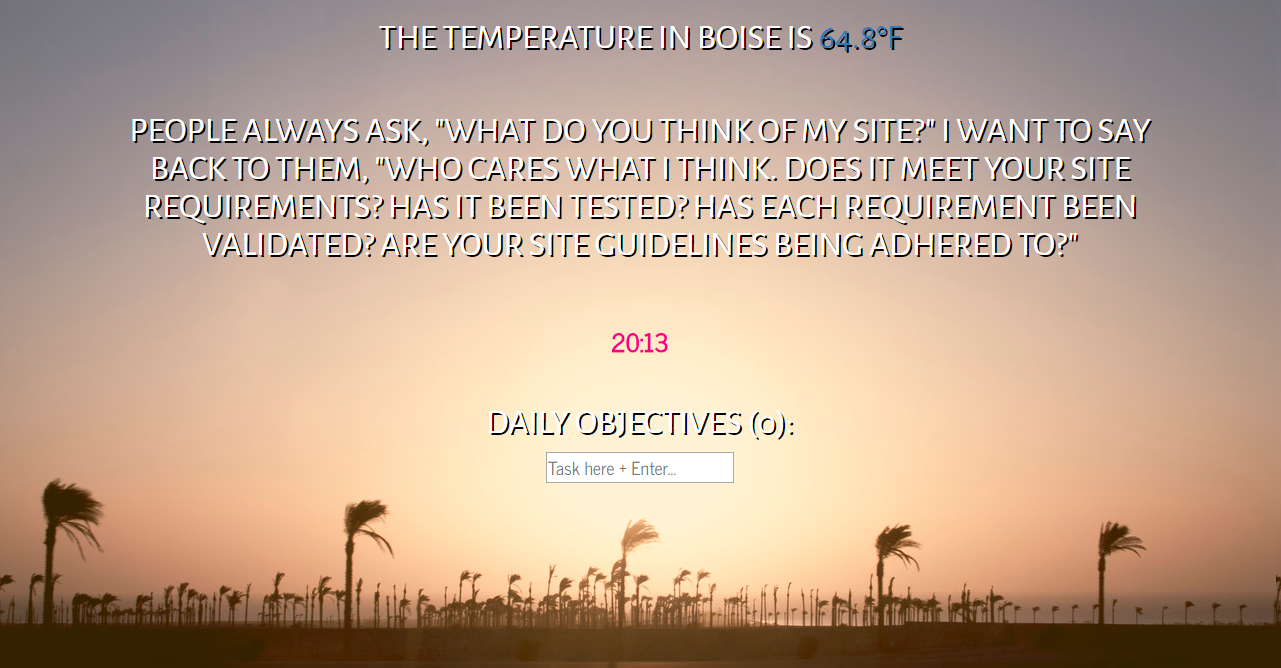 THE TEMPERATURE IN BOISE IS 64.8°F
PEOPLE ALWAYS ASK, "WHAT DO YOU THINK OF MY SITE?" I WANT TO SAY
BACK TO THEM, "WHO CARES WHAT I THINK. DOES IT MEET YOUR SITE
REQUIREMENTS? HAS IT BEEN TESTED? HAS EACH REQUIREMENT BEEN
VALIDATED? ARE YOUR SITE GUIDELINES BEING ADHERED TO?"
20:13
DAILY OBJECTIVES (0):
Task here + Enter...